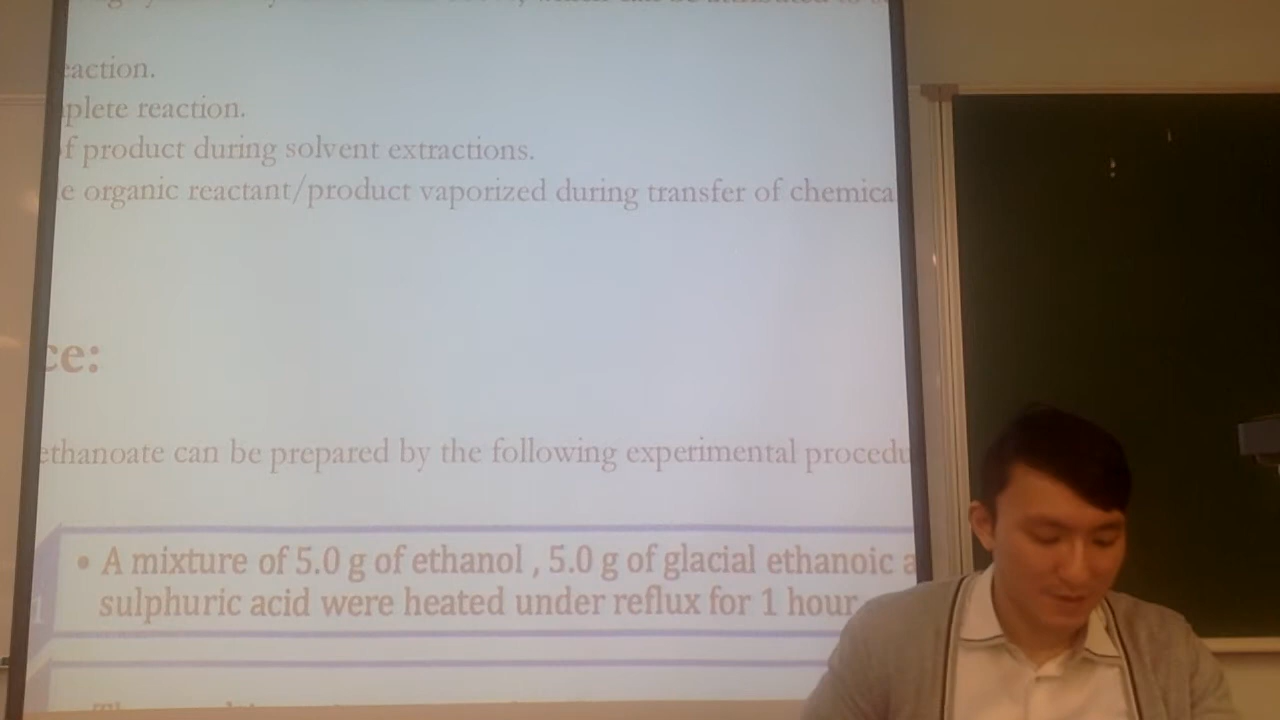 eaction.
plete reaction.
f product during solvent extractions.
e organic reactant/product vaporized during transfer of chemica
ce:
ethanoate can be prepared by the following experimental procedu
• A mixture of 5.0 g of ethanol , 5.0 g of glacial ethanoic a
1 sulphuric acid were heated under reflux for 1 hour